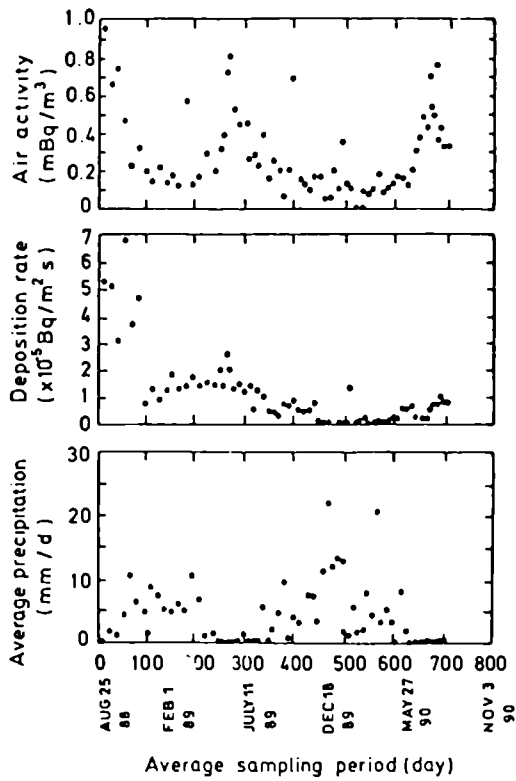 Air activity
(mBq/m³)
1.0
0.8
0.6
0.4
0.2
0
Deposition rate
(x10⁻⁵Bq/m² s)
7
6
5
4
3
2
1
0
Average precipitation
(mm / d)
30
20
10
0
0 100 200 300 400 500 600 700 800
AUG 25 88
FEB 1 89
JULY 11 89
DEC 18 89
MAY 27 90
NOV 3 90
Average sampling period (day)